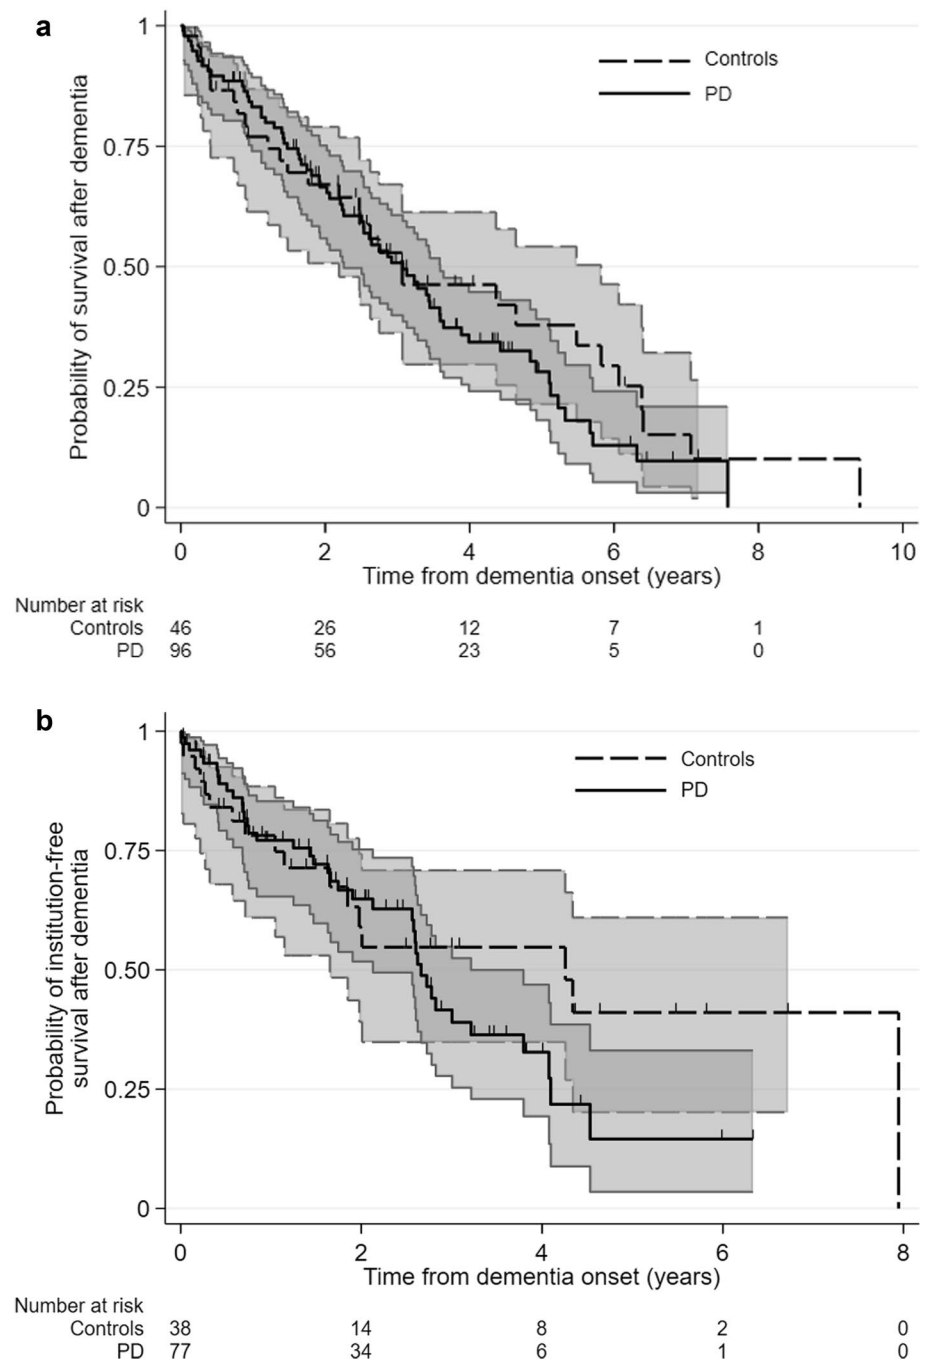 a
Probability of survival after dementia
1
0.75
0.50
0.25
0
Controls
PD
0 2 4 6 8 10
Time from dementia onset (years)
Number at risk
Controls 46 26 12 7 1
PD 96 56 23 5 0
b
Probability of institution-free
survival after dementia
1
0.75
0.50
0.25
0
Controls
PD
0 2 4 6 8
Time from dementia onset (years)
Number at risk
Controls 38 14 8 2 0
PD 77 34 6 1 0